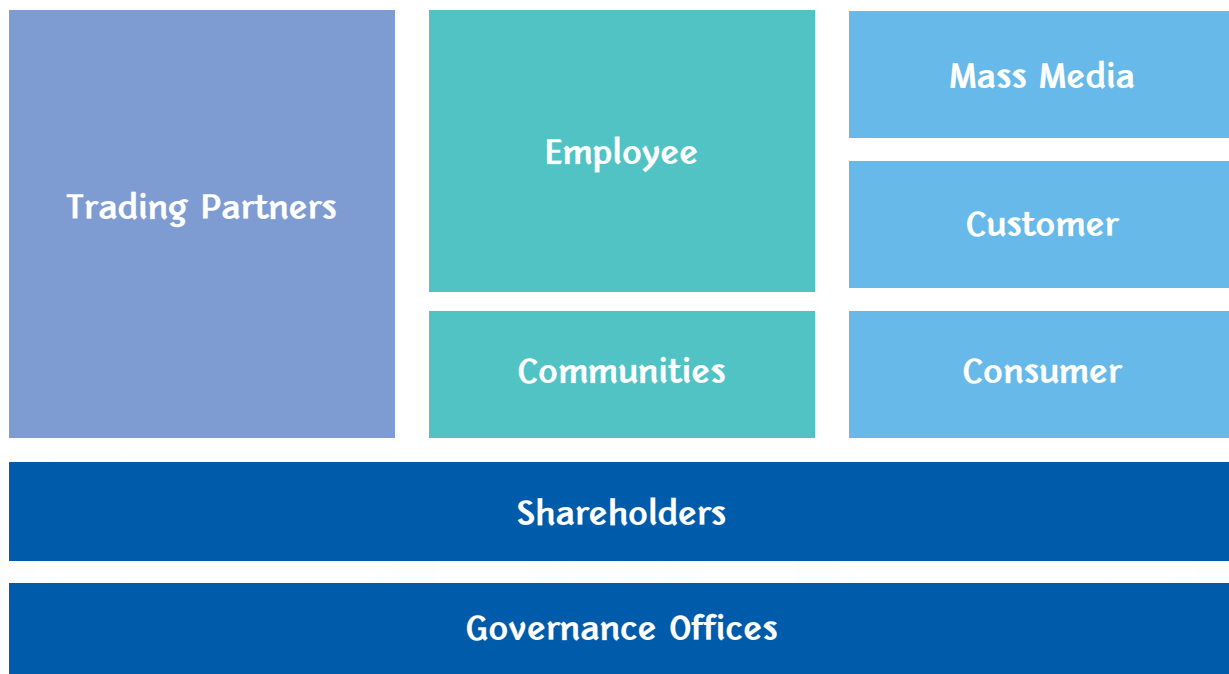 Trading Partners
Employee
Communities
Mass Media
Customer
Consumer
Shareholders
Governance Offices